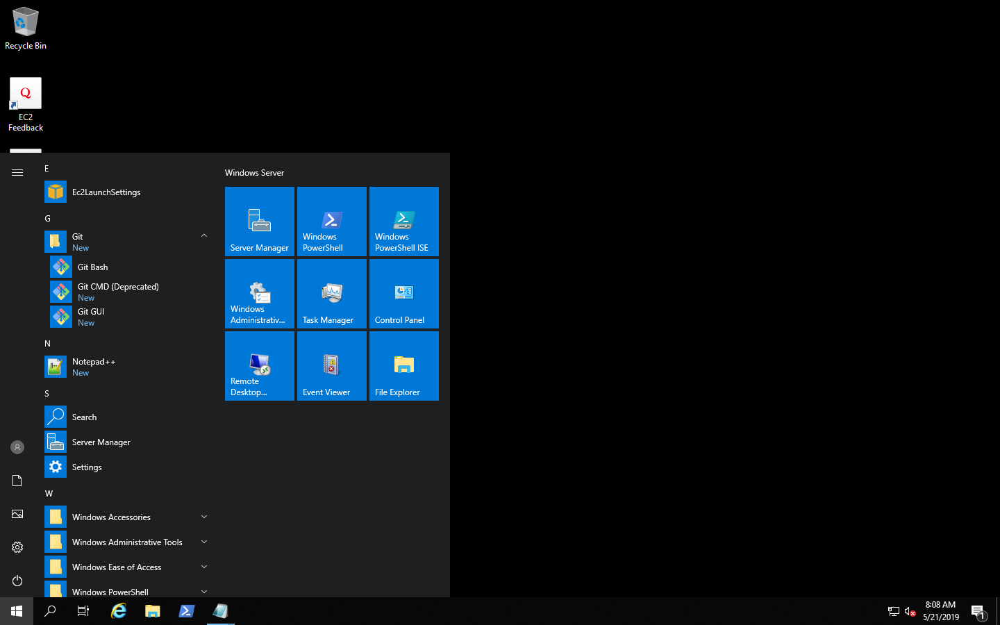 Recycle Bin
Q
EC2
Feedback
E
Ec2LaunchSettings
G
Git
New
Git Bash
Git CMD (Deprecated)
New
Git GUI
New
N
Notepad++
New
S
Search
Server Manager
Settings
W
Windows Accessories
Windows Administrative Tools
Windows Ease of Access
Windows PowerShell
Windows Server
Server Manager
Windows
PowerShell
Windows
PowerShell ISE
Windows
Administrativ...
Task Manager
Control Panel
Remote
Desktop...
Event Viewer
File Explorer
8:08 AM
5/21/2019
1